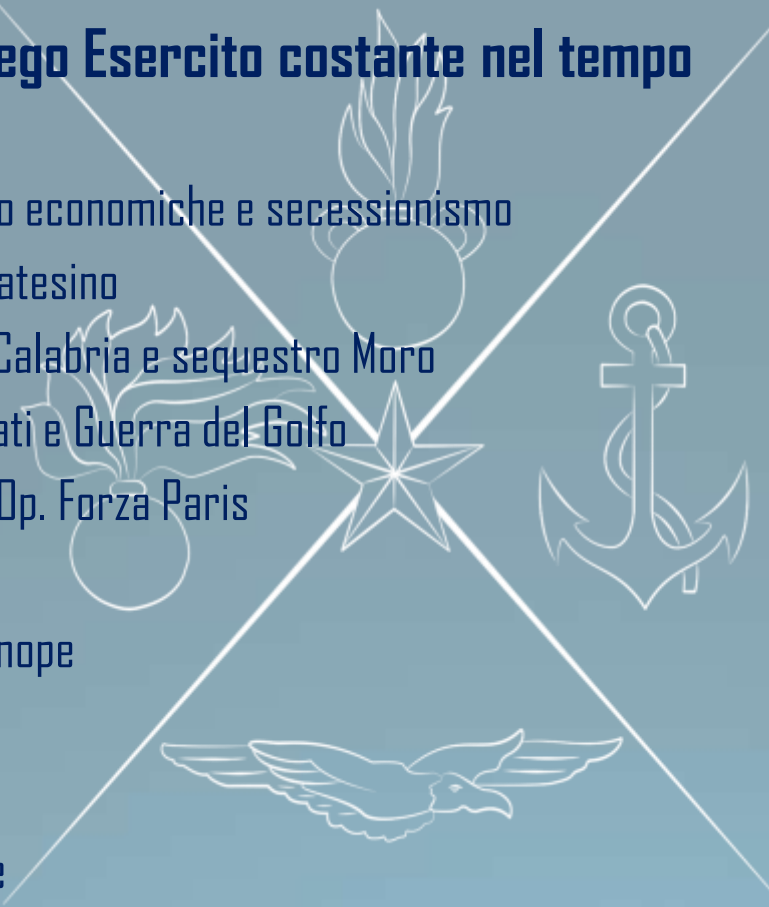 ego Esercito costante nel tempo
o economiche e secessionismo
atesino
Calabria e sequestro Moro
ati e Guerra del Golfo
Op. Forza Paris
nope
e